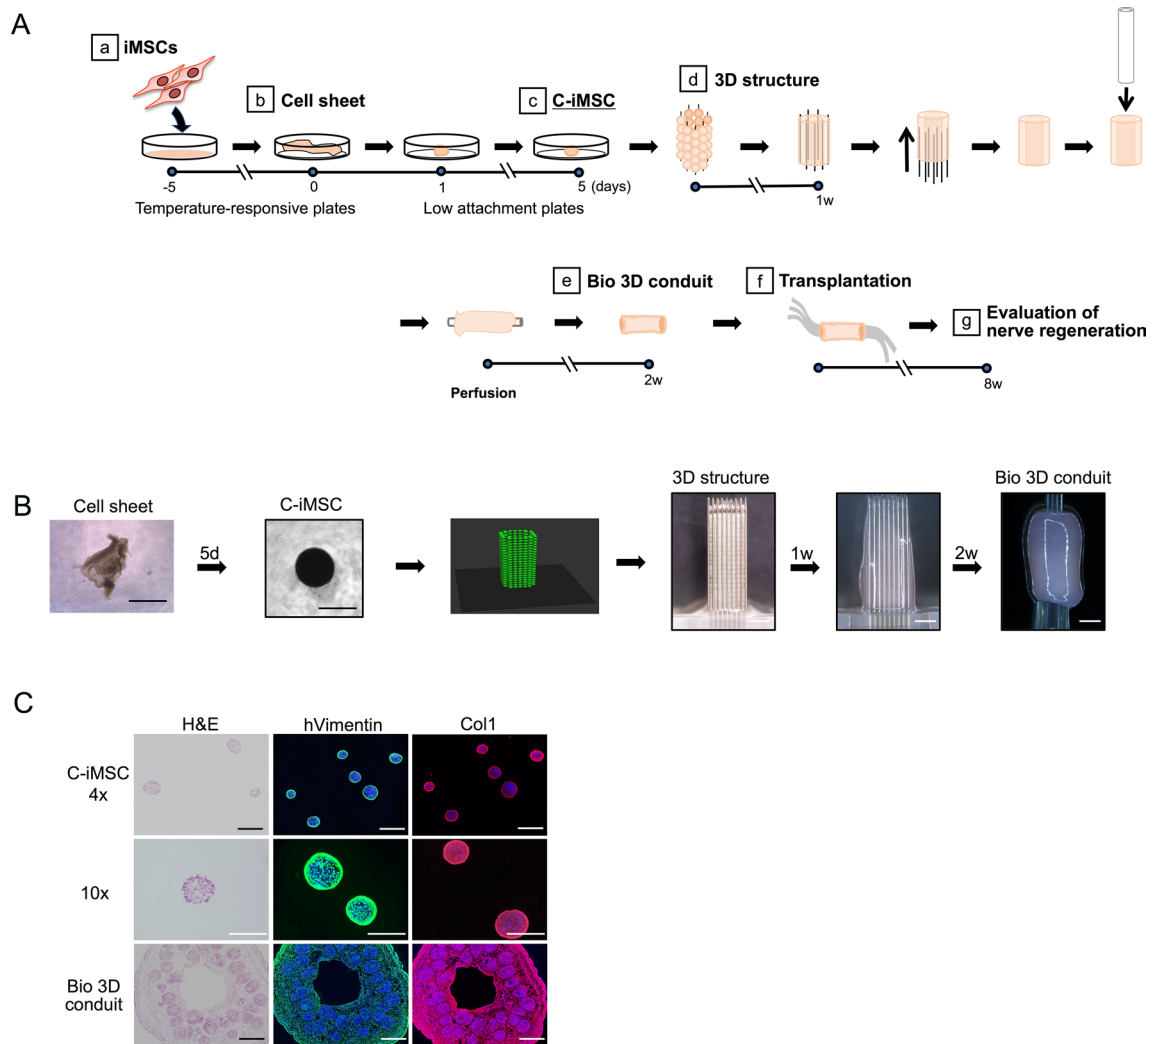 A
a iMSCs
b Cell sheet
c C-iMSC
d 3D structure
-5
0
1
5 (days)
1w
Temperature-responsive plates
Low attachment plates
e Bio 3D conduit
f Transplantation
g Evaluation of
nerve regeneration
2w
8w
Perfusion
B
Cell sheet
C-iMSC
3D structure
Bio 3D conduit
5d
1w
2w
C
H&E
hVimentin
Col1
C-iMSC
4x
10x
Bio 3D
conduit